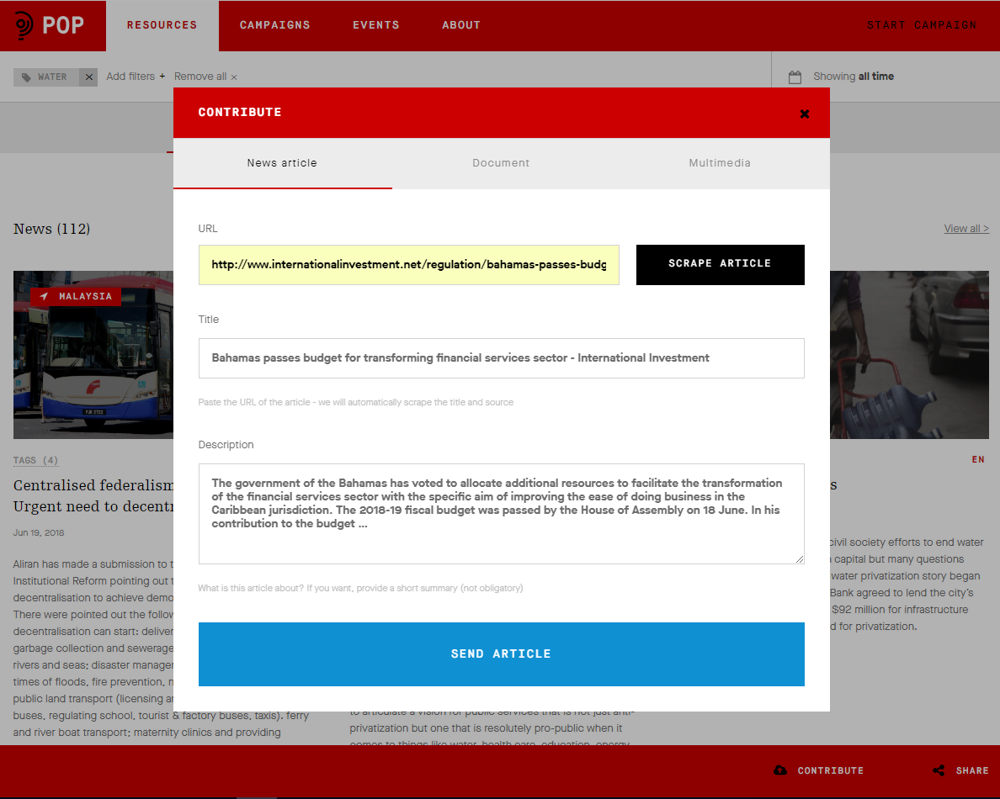 POP
RESOURCES
CAMPAIGNS
EVENTS
ABOUT
START CAMPAIGN
WATER ×
Add filters +
Remove all ×
Showing all time
CONTRIBUTE
News article
Document
Multimedia
News (112)
View all >
URL
http://www.internationalinvestment.net/regulation/bahamas-passes-budg
SCRAPE ARTICLE
Title
Bahamas passes budget for transforming financial services sector - International Investment
Paste the URL of the article - we will automatically scrape the title and source
Description
The government of the Bahamas has voted to allocate additional resources to facilitate the transformation
of the financial services sector with the specific aim of improving the ease of doing business in the
Caribbean jurisdiction. The 2018-19 fiscal budget was passed by the House of Assembly on 18 June. In his
contribution to the budget ...
What is this article about? If you want, provide a short summary (not obligatory)
SEND ARTICLE
MALAYSIA
TAGS (4)
Centralised federalism
Urgent need to decentr
Jun 19, 2018
Aliran has made a submission to t
Institutional Reform pointing out t
decentralisation to achieve demo
There were pointed out the follow
decentralisation can start: deliver
garbage collection and sewerage
rivers and seas; disaster manager
times of floods, fire prevention, n
public land transport (licensing ar
buses, regulating school, tourist & factory buses, taxis). ferry
and river boat transport; maternity clinics and providing
to articulate a vision for public services that is not just anti-
privatization but one that is resolutely pro-public when it
comes to things like water, health care, education, energy
EN
s
civil society efforts to end water
capital but many questions
water privatization story began
Bank agreed to lend the city's
$92 million for infrastructure
d for privatization.
CONTRIBUTE
SHARE